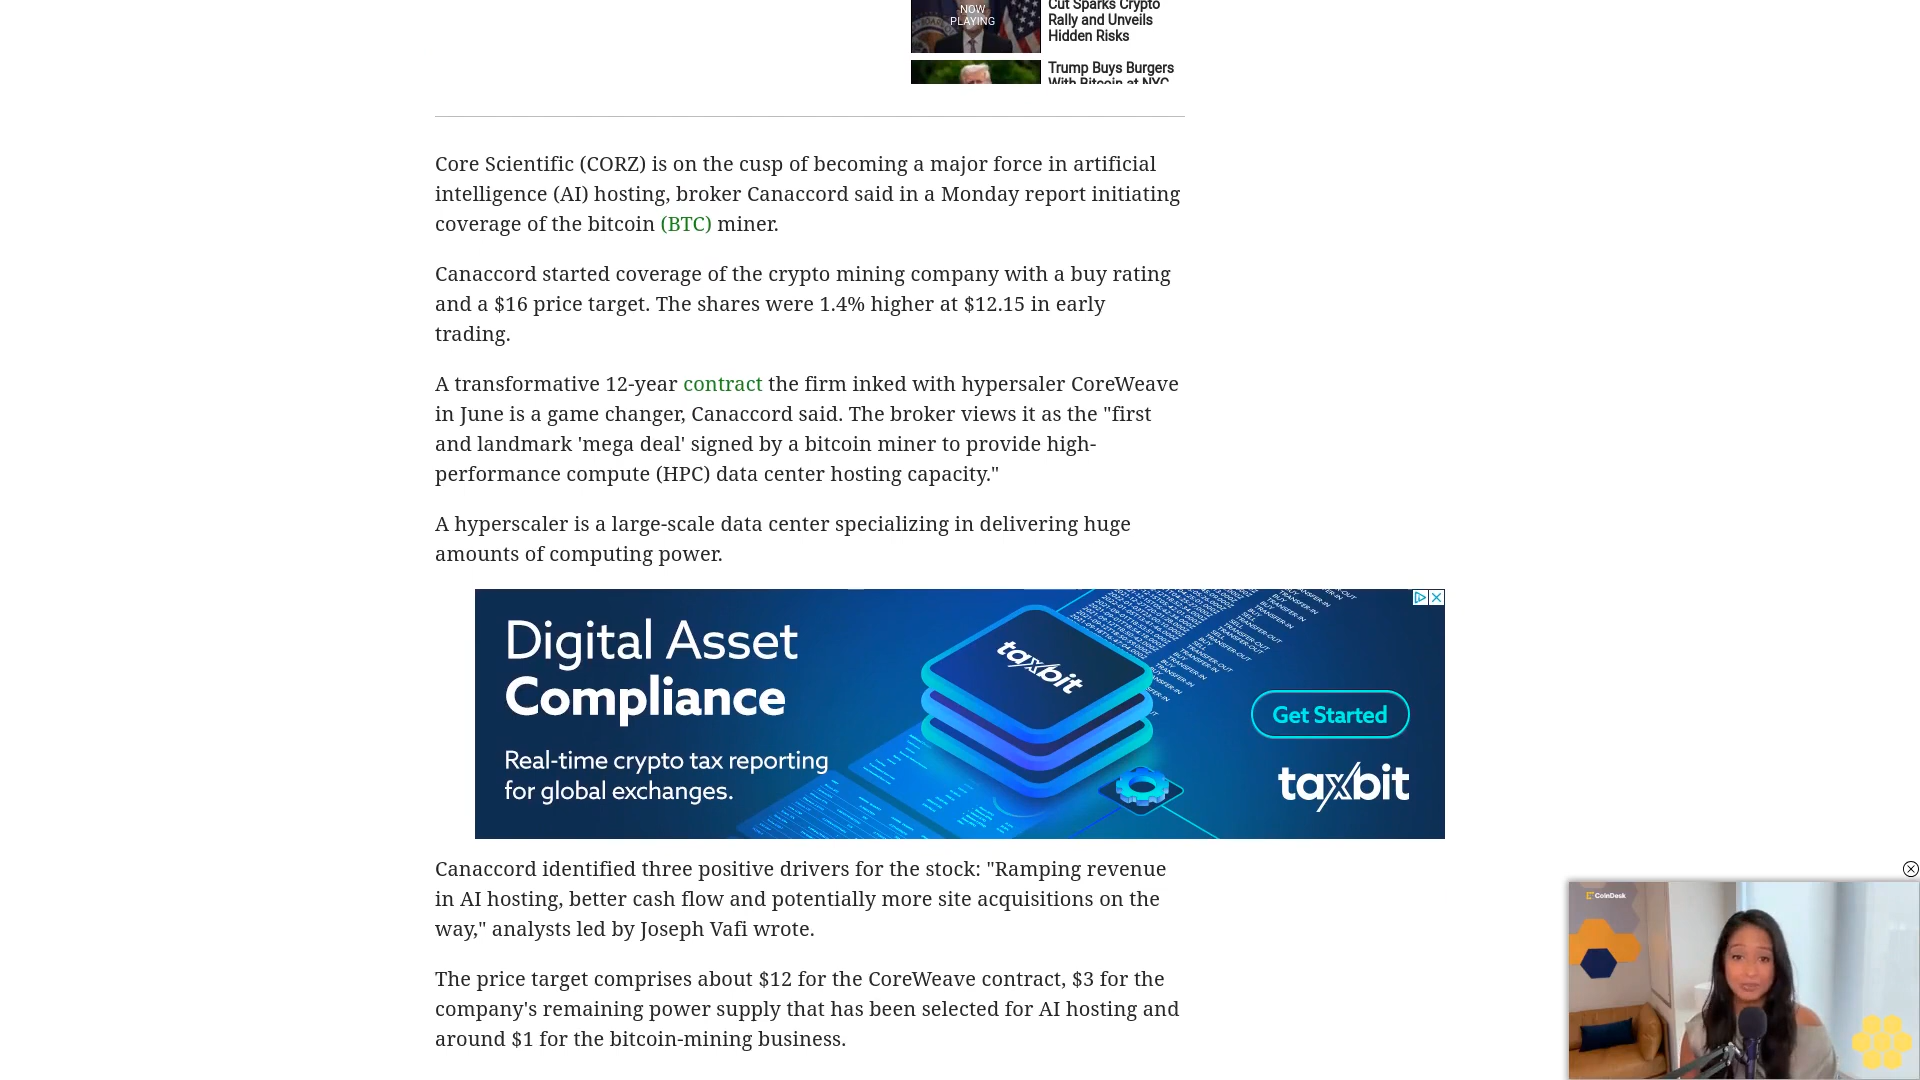 NOW
PLAYING
Cut Sparks Crypto
Rally and Unveils
Hidden Risks
Trump Buys Burgers
With Bitcoin at NYC
Core Scientific (CORZ) is on the cusp of becoming a major force in artificial
intelligence (AI) hosting, broker Canaccord said in a Monday report initiating
coverage of the bitcoin (BTC) miner.
Canaccord started coverage of the crypto mining company with a buy rating
and a $16 price target. The shares were 1.4% higher at $12.15 in early
trading.
A transformative 12-year contract the firm inked with hypersaler CoreWeave
in June is a game changer, Canaccord said. The broker views it as the "first
and landmark 'mega deal' signed by a bitcoin miner to provide high-
performance compute (HPC) data center hosting capacity."
A hyperscaler is a large-scale data center specializing in delivering huge
amounts of computing power.
Digital Asset
Compliance
Real-time crypto tax reporting
for global exchanges.
taxbit
Get Started
taxbit
Canaccord identified three positive drivers for the stock: "Ramping revenue
in AI hosting, better cash flow and potentially more site acquisitions on the
way," analysts led by Joseph Vafi wrote.
The price target comprises about $12 for the CoreWeave contract, $3 for the
company's remaining power supply that has been selected for AI hosting and
around $1 for the bitcoin-mining business.
CoinDesk